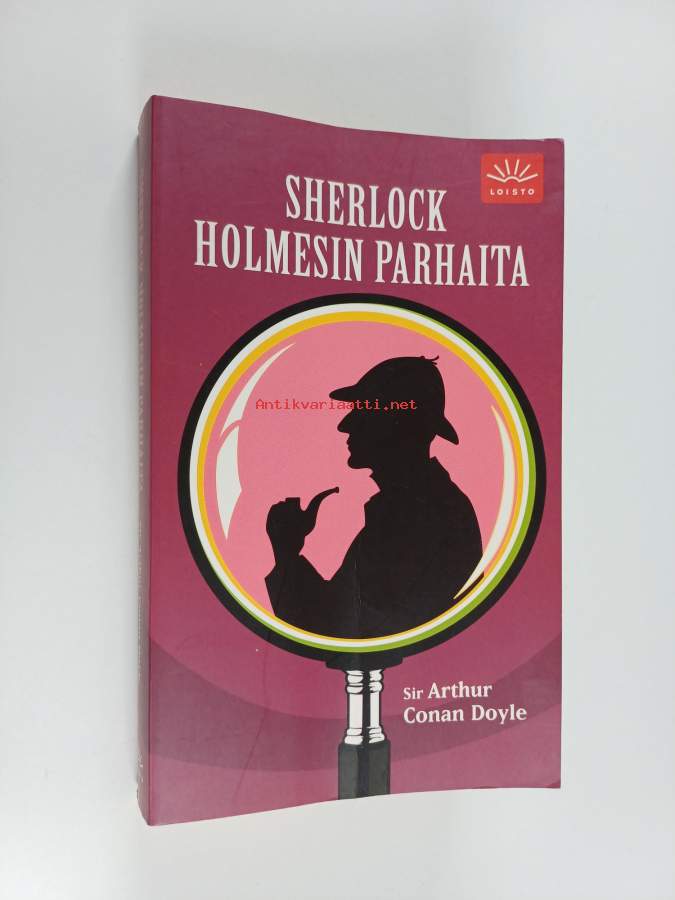 LOISTO
SHERLOCK
HOLMESIN PARHAITA
Antikvariaatti.net
Sir Arthur
Conan Doyle